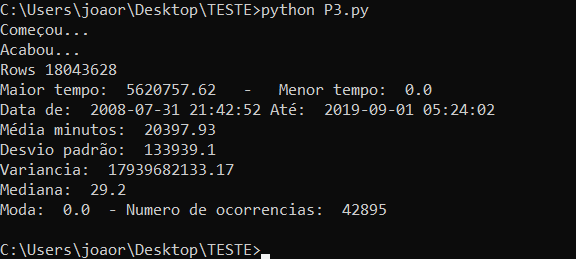 C:\Users\joaor\Desktop\TESTE>python P3.py
Começou...
Acabou...
Rows 18043628
Maior tempo:  5620757.62   -   Menor tempo:  0.0
Data de:  2008-07-31 21:42:52 Até:  2019-09-01 05:24:02
Média minutos:  20397.93
Desvio padrão:  133939.1
Variancia:  17939682133.17
Mediana:  29.2
Moda:  0.0  - Numero de ocorrencias:  42895
C:\Users\joaor\Desktop\TESTE>